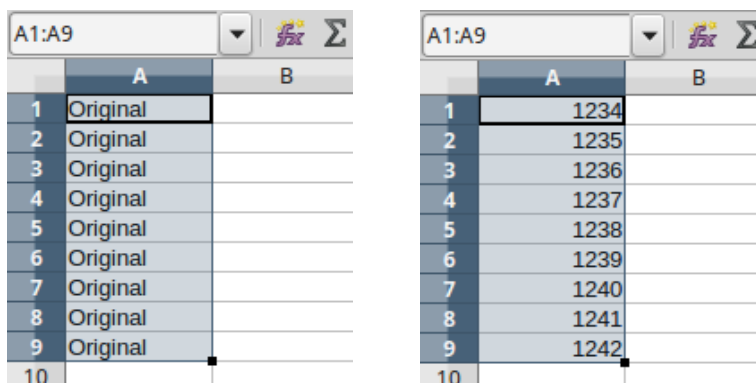 A1:A9
A B
1 Original
2 Original
3 Original
4 Original
5 Original
6 Original
7 Original
8 Original
9 Original
10
A1:A9
A B
1 1234
2 1235
3 1236
4 1237
5 1238
6 1239
7 1240
8 1241
9 1242
10